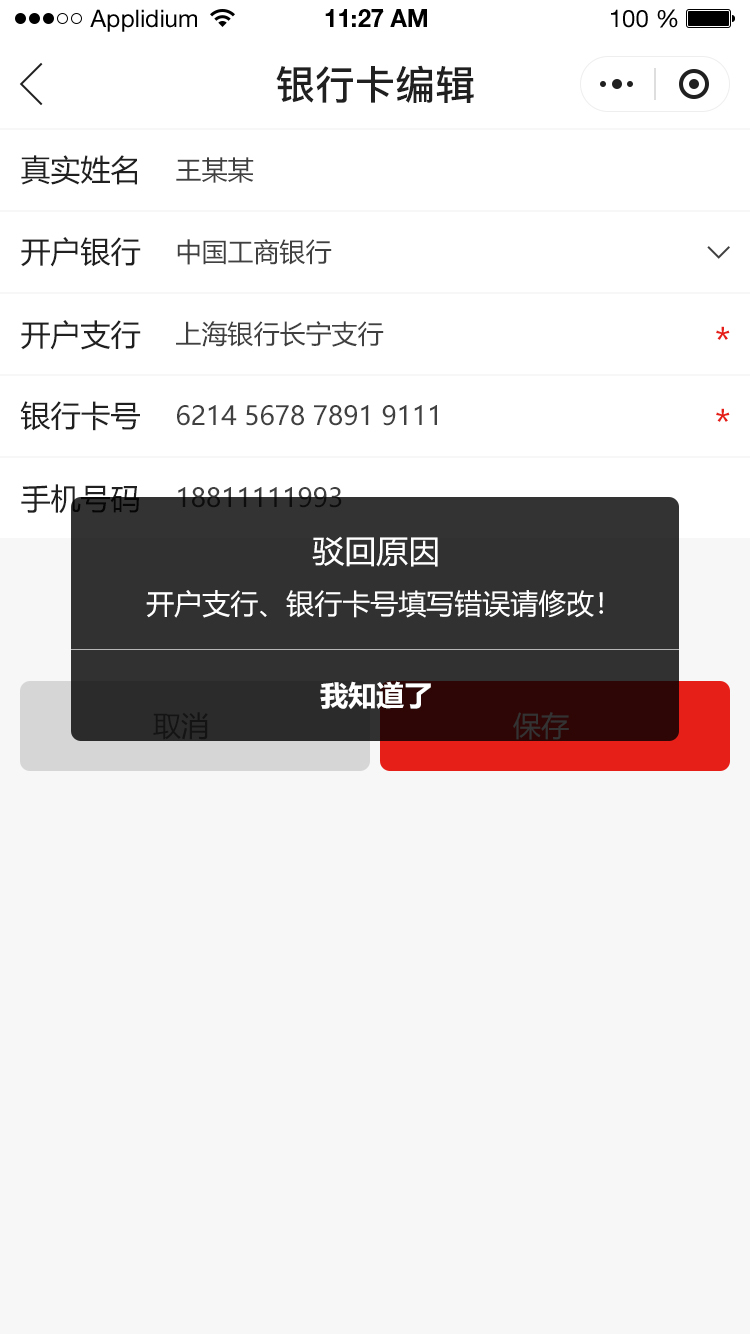 Applidium 11:27 AM 100 %
银行卡编辑
真实姓名 王某某
开户银行 中国工商银行
开户支行 上海银行长宁支行 *
银行卡号 6214 5678 7891 9111 *
手机号码 18811111993
驳回原因
开户支行、银行卡号填写错误请修改!
我知道了
取消 保存